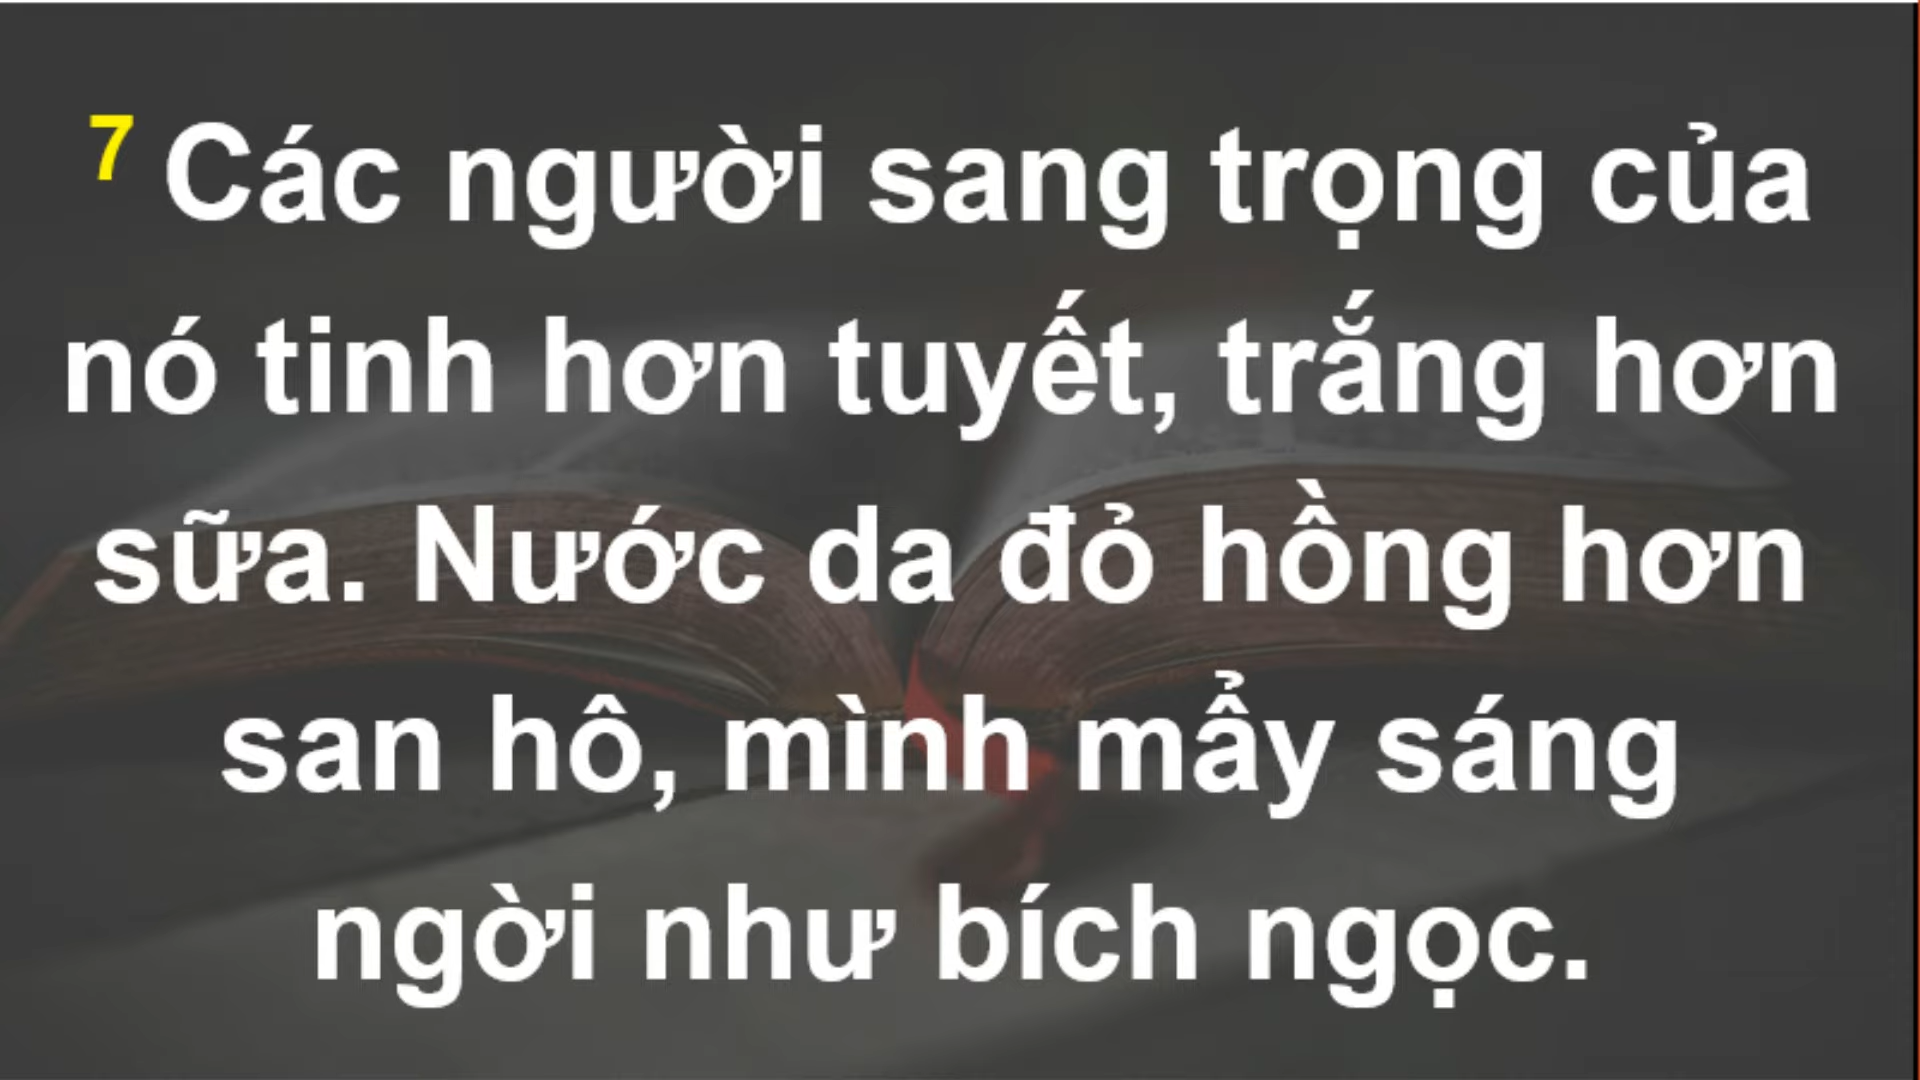 7 Các người sang trọng của
nó tinh hơn tuyết, trắng hơn
sữa. Nước da đỏ hồng hơn
san hô, mình mẩy sáng
ngời như bích ngọc.